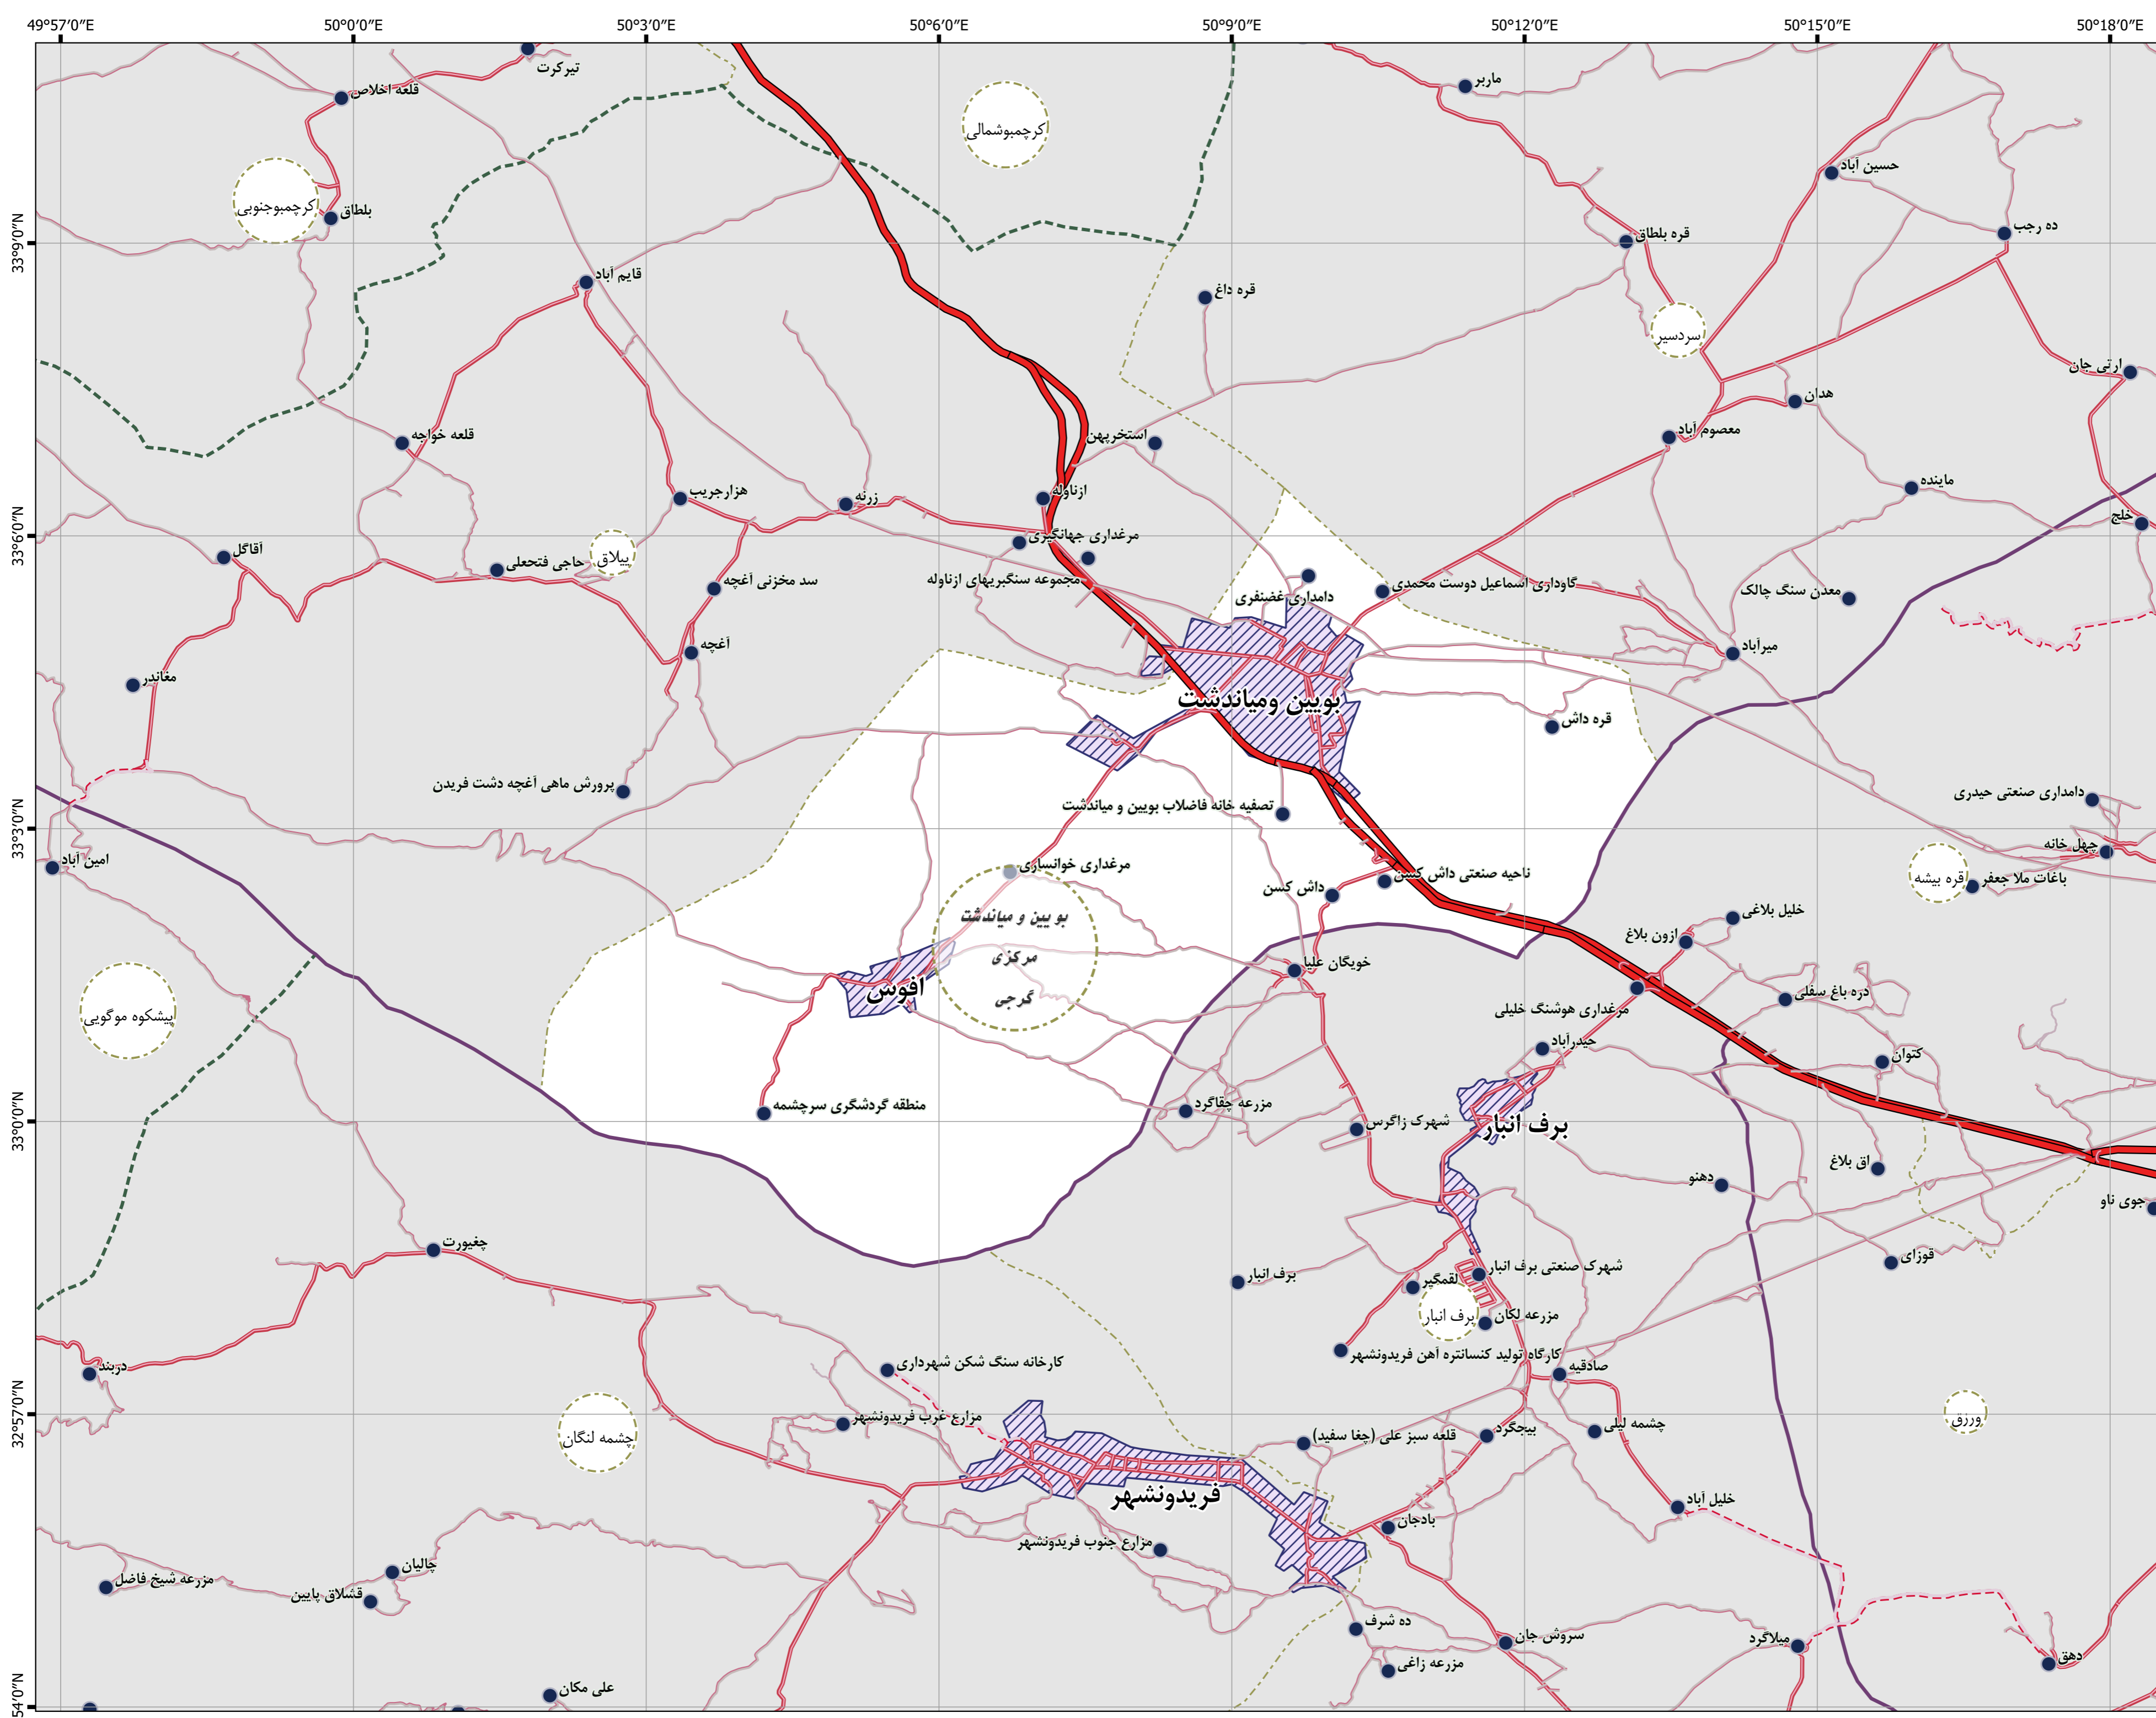 49°57′0″E
50°0′0″E
50°3′0″E
50°6′0″E
50°9′0″E
50°12′0″E
50°15′0″E
50°18′0″E
تیرکرت
ماربر
قلعه اخلاص
کرچمبوشمالی
حسین آباد
کرچمبوجنوبی
بلطاق
ده رجب
قره بلطاق
33°9′0″N
قایم آباد
قره داغ
سردسیر
ارتی جان
هدان
قلعه خواجه
استخرپهن
معصوم آباد
ماینده
هزارجریب
زرنه
ازناوله
خلج
33°6′0″N
مرغداری جهانگیری
آقاگل
ییلاق
حاجی فتحعلی
سد مخزنی آغچه
مجموعه سنگبریهای ازناوله
گاوداری اسماعیل دوست محمدی
دامداری غضنفری
معدن سنگ چالک
آغچه
میرآباد
مغاندر
بویین ومیاندشت
قره داش
پرورش ماهی آغچه دشت فریدن
دامداری صنعتی حیدری
تصفیه خانه فاضلاب بویین و میاندشت
33°3′0″N
چهل خانه
امین آباد
مرغداری خوانساری
ناحیه صنعتی داش کسن
داش کسن
قره بیشه
باغات ملا جعفر
بویین و میاندشت
خلیل بلاغی
ازون بلاغ
مرکزی
خویگان علیا
افوس
گرجی
دره باغ سفلی
پیشکوه موگویی
مرغداری هوشنگ خلیلی
حیدرآباد
کتوان
منطقه گردشگری سرچشمه
مزرعه چقاگرد
33°0′0″N
شهرک زاگرس
برف انبار
اق بلاغ
دهنو
جوی ناو
چغیورت
قوزای
شهرک صنعتی برف انبار
برف انبار
لقمگیر
برف انبار
مزرعه لکان
دربند
کارخانه سنگ شکن شهرداری
کارگاه تولید کنسانتره آهن فریدونشهر
صادقیه
32°57′0″N
ورزق
مزارع غرب فریدونشهر
چشمه لنگان
قلعه سبز علی (چغا سفید)
بیجگرد
چشمه لیلی
فریدونشهر
خلیل آباد
بادجان
مزارع جنوب فریدونشهر
چالیان
مزرعه شیخ فاضل
قشلاق پایین
ده شرف
سروش جان
میلاگرد
دهق
مزرعه زاغی
علی مکان
54′0″N